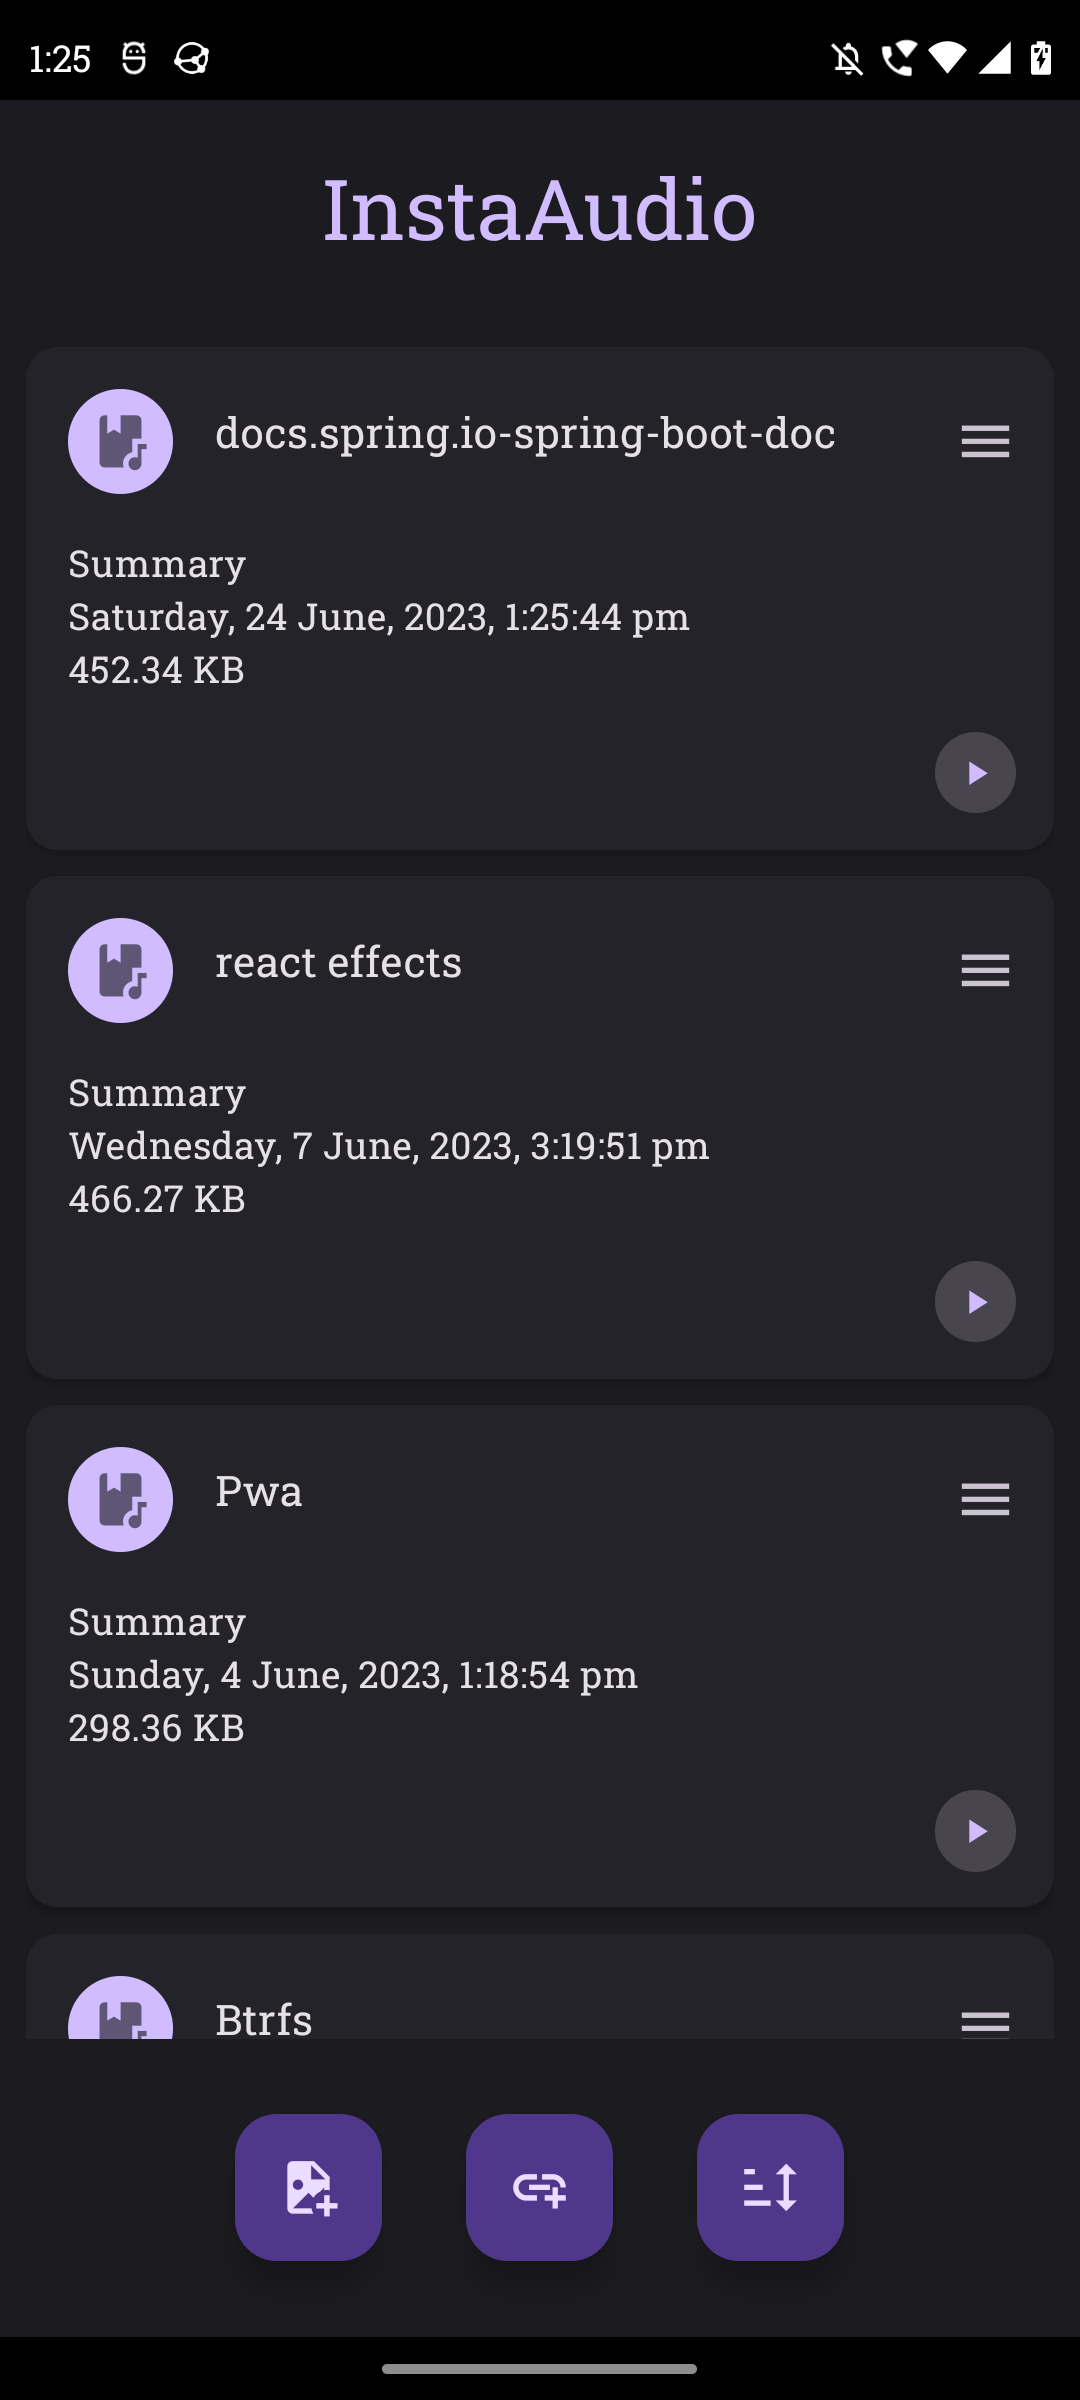 1:25
InstaAudio
docs.spring.io-spring-boot-doc
Summary
Saturday, 24 June, 2023, 1:25:44 pm
452.34 KB
react effects
Summary
Wednesday, 7 June, 2023, 3:19:51 pm
466.27 KB
Pwa
Summary
Sunday, 4 June, 2023, 1:18:54 pm
298.36 KB
Btrfs